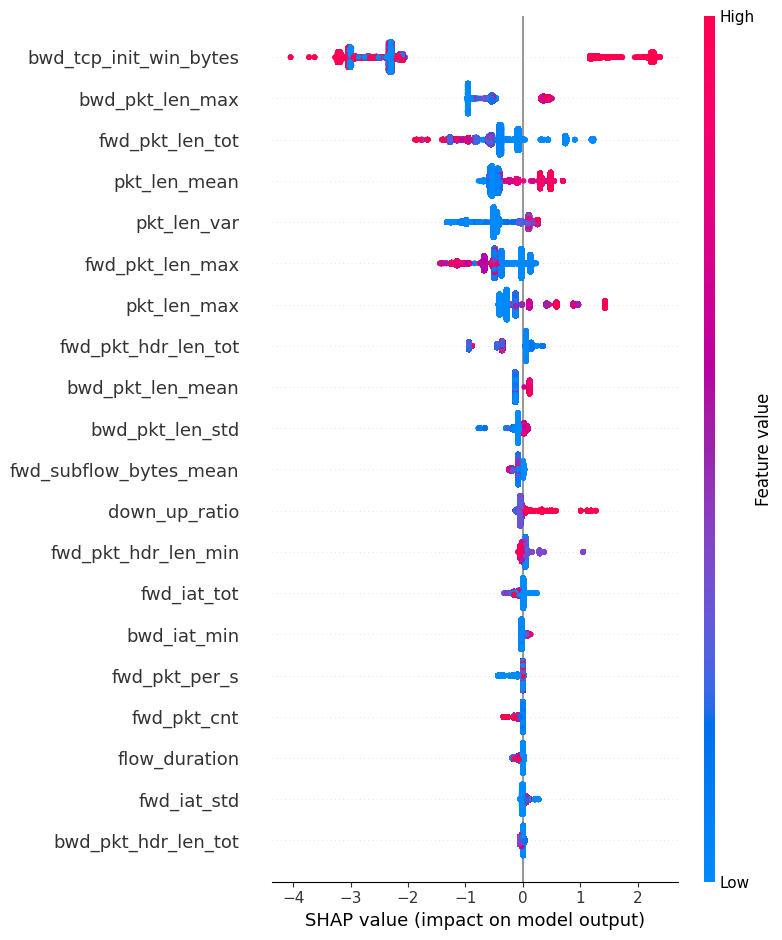 High
bwd_tcp_init_win_bytes
bwd_pkt_len_max
fwd_pkt_len_tot
pkt_len_mean
pkt_len_var
fwd_pkt_len_max
pkt_len_max
fwd_pkt_hdr_len_tot
bwd_pkt_len_mean
bwd_pkt_len_std
fwd_subflow_bytes_mean
down_up_ratio
fwd_pkt_hdr_len_min
fwd_iat_tot
bwd_iat_min
fwd_pkt_per_s
fwd_pkt_cnt
flow_duration
fwd_iat_std
bwd_pkt_hdr_len_tot
Feature value
Low
−4 −3 −2 −1 0 1 2
SHAP value (impact on model output)